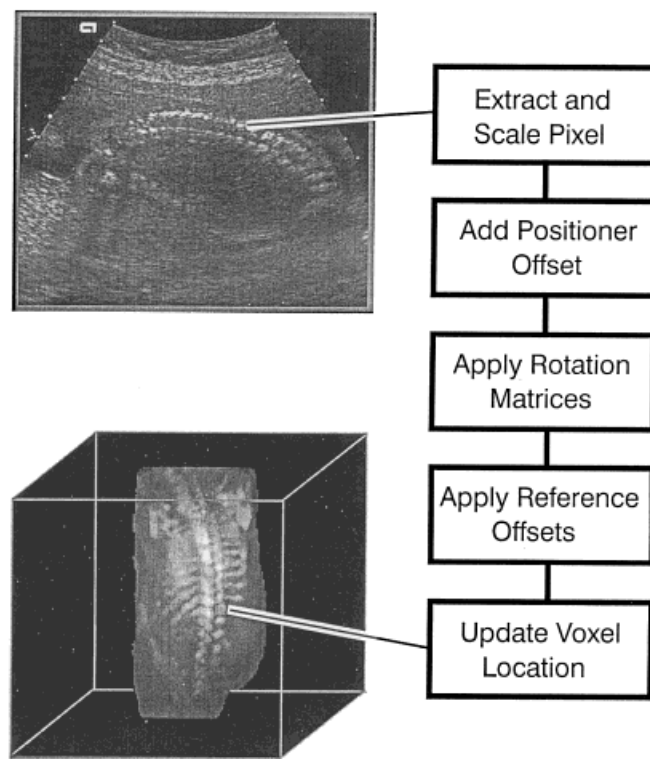 Extract and
Scale Pixel
Add Positioner
Offset
Apply Rotation
Matrices
Apply Reference
Offsets
Update Voxel
Location